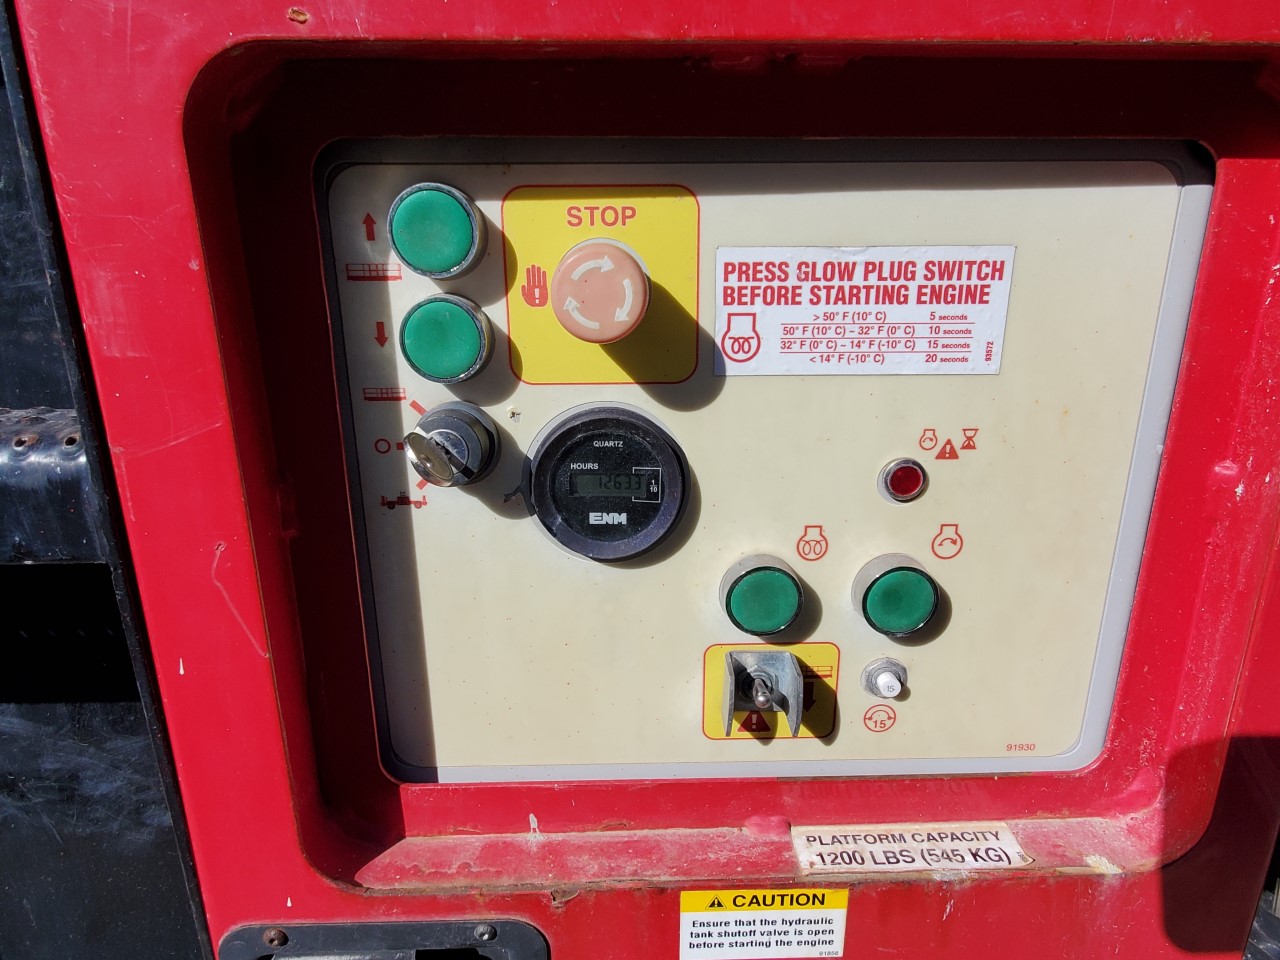 STOP
PRESS GLOW PLUG SWITCH
BEFORE STARTING ENGINE
> 50° F (10° C) 5 seconds
50° F (10° C) ~ 32° F (0° C) 10 seconds
32° F (0° C) ~ 14° F (-10° C) 15 seconds
< 14° F (-10° C) 20 seconds
93572
QUARTZ
HOURS
12633
1/10
ENM
15
15
91930
PLATFORM CAPACITY
1200 LBS (545 KG)
CAUTION
Ensure that the hydraulic
tank shutoff valve is open
before starting the engine